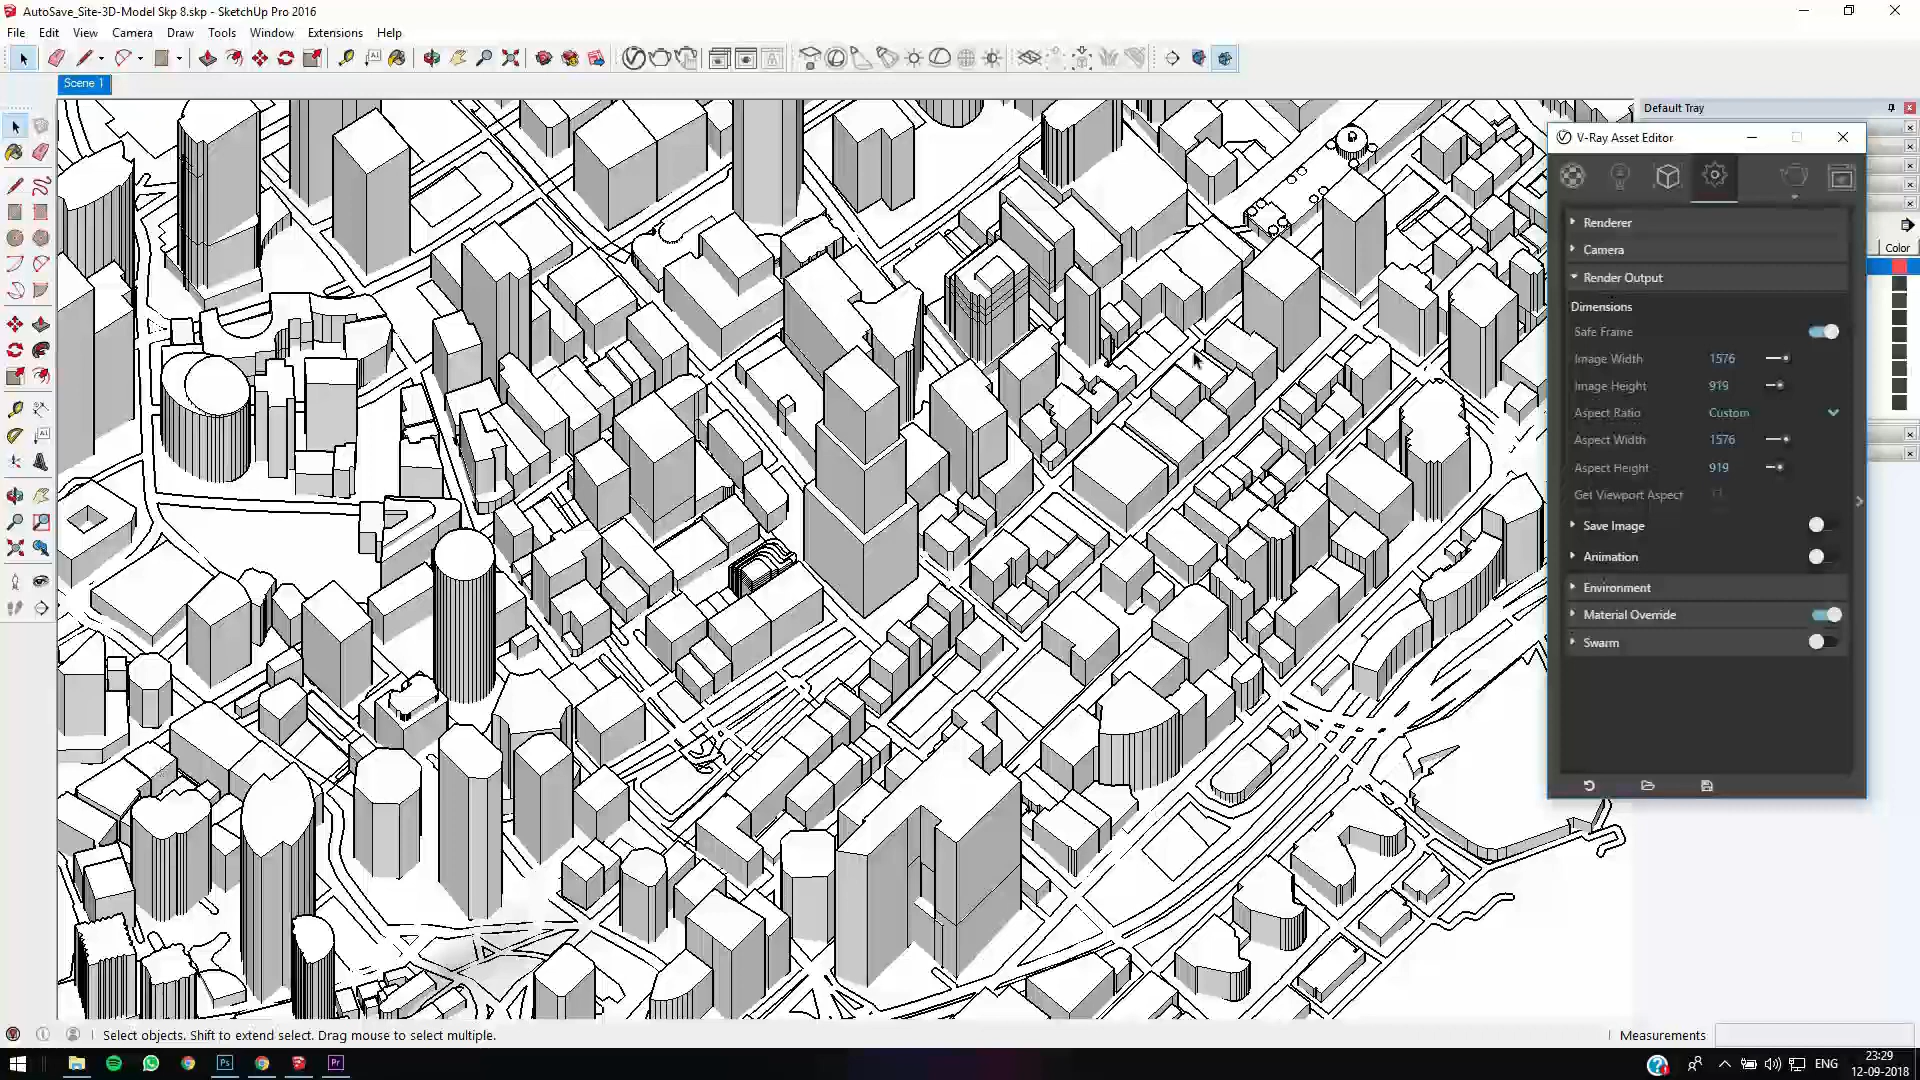 AutoSave_Site-3D-Model Skp 8.skp - SketchUp Pro 2016
File Edit View Camera Draw Tools Window Extensions Help
Scene 1
Default Tray
V-Ray Asset Editor
Color
Renderer
Camera
Render Output
Dimensions
Safe Frame
Image Width 1576
Image Height 919
Aspect Ratio Custom
Aspect Width 1576
Aspect Height 919
Get Viewport Aspect
Save Image
Animation
Environment
Material Override
Swarm
Select objects. Shift to extend select. Drag mouse to select multiple.
Measurements
Ps
Pr
ENG
23:29
12-09-2018